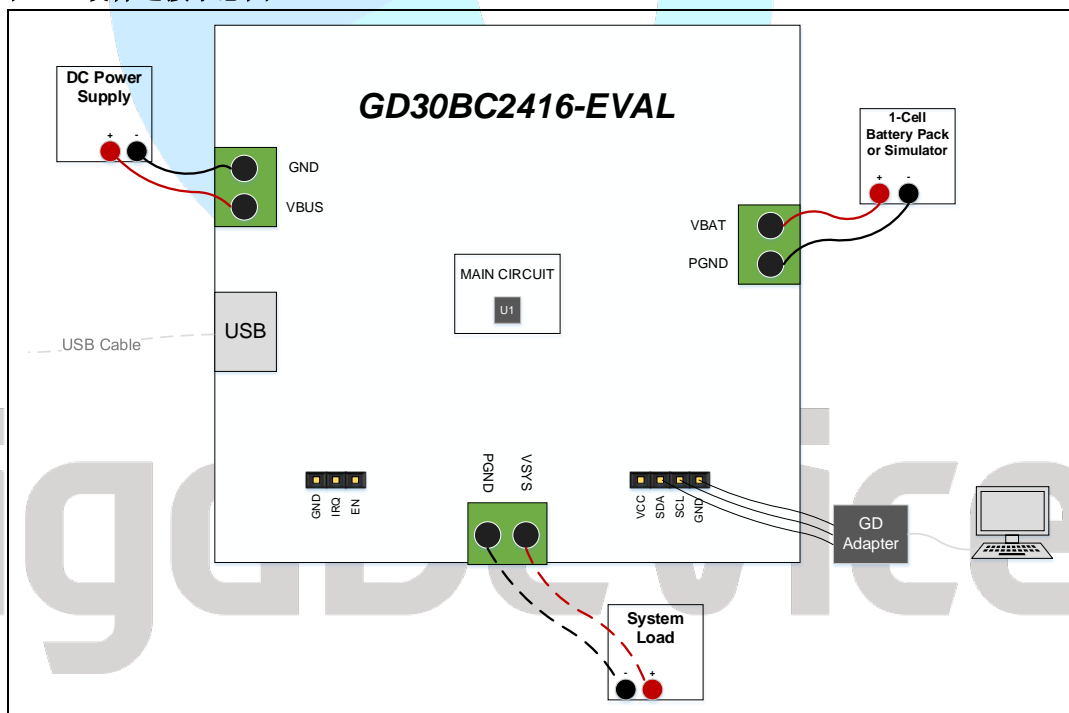 DC Power
Supply
+ -
GD30BC2416-EVAL
1-Cell
Battery Pack
or Simulator
+ -
GND
VBUS
VBAT
PGND
MAIN CIRCUIT
U1
USB
USB Cable
GND
IRQ
EN
PGND
VSYS
VCC
SDA
SCL
GND
GD
Adapter
System
Load
- +